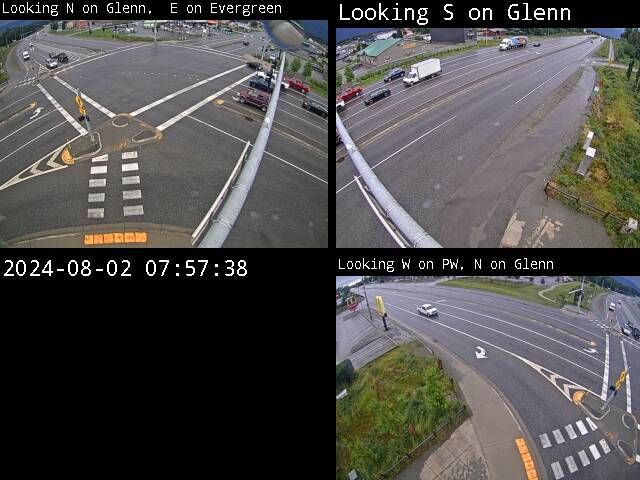 Looking N on Glenn,  E on Evergreen
Looking S on Glenn
2024-08-02 07:57:38
Looking W on PW, N on Glenn